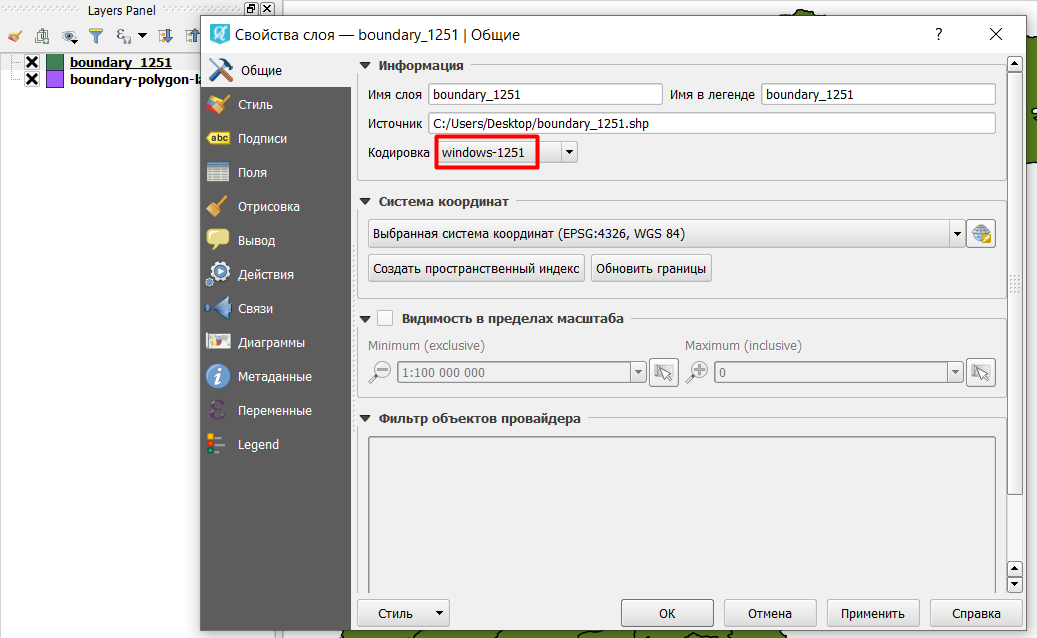 Layers Panel
boundary_1251
boundary-polygon-la
Свойства слоя — boundary_1251 | Общие
?
Общие
Стиль
abc Подписи
Поля
Отрисовка
Вывод
Действия
Связи
Диаграммы
Метаданные
Переменные
Legend
Информация
Имя слоя boundary_1251 Имя в легенде boundary_1251
Источник C:/Users/Desktop/boundary_1251.shp
Кодировка windows-1251
Система координат
Выбранная система координат (EPSG:4326, WGS 84)
Создать пространственный индекс Обновить границы
Видимость в пределах масштаба
Minimum (exclusive) Maximum (inclusive)
1:100 000 000 0
Фильтр объектов провайдера
Стиль ОК Отмена Применить Справка